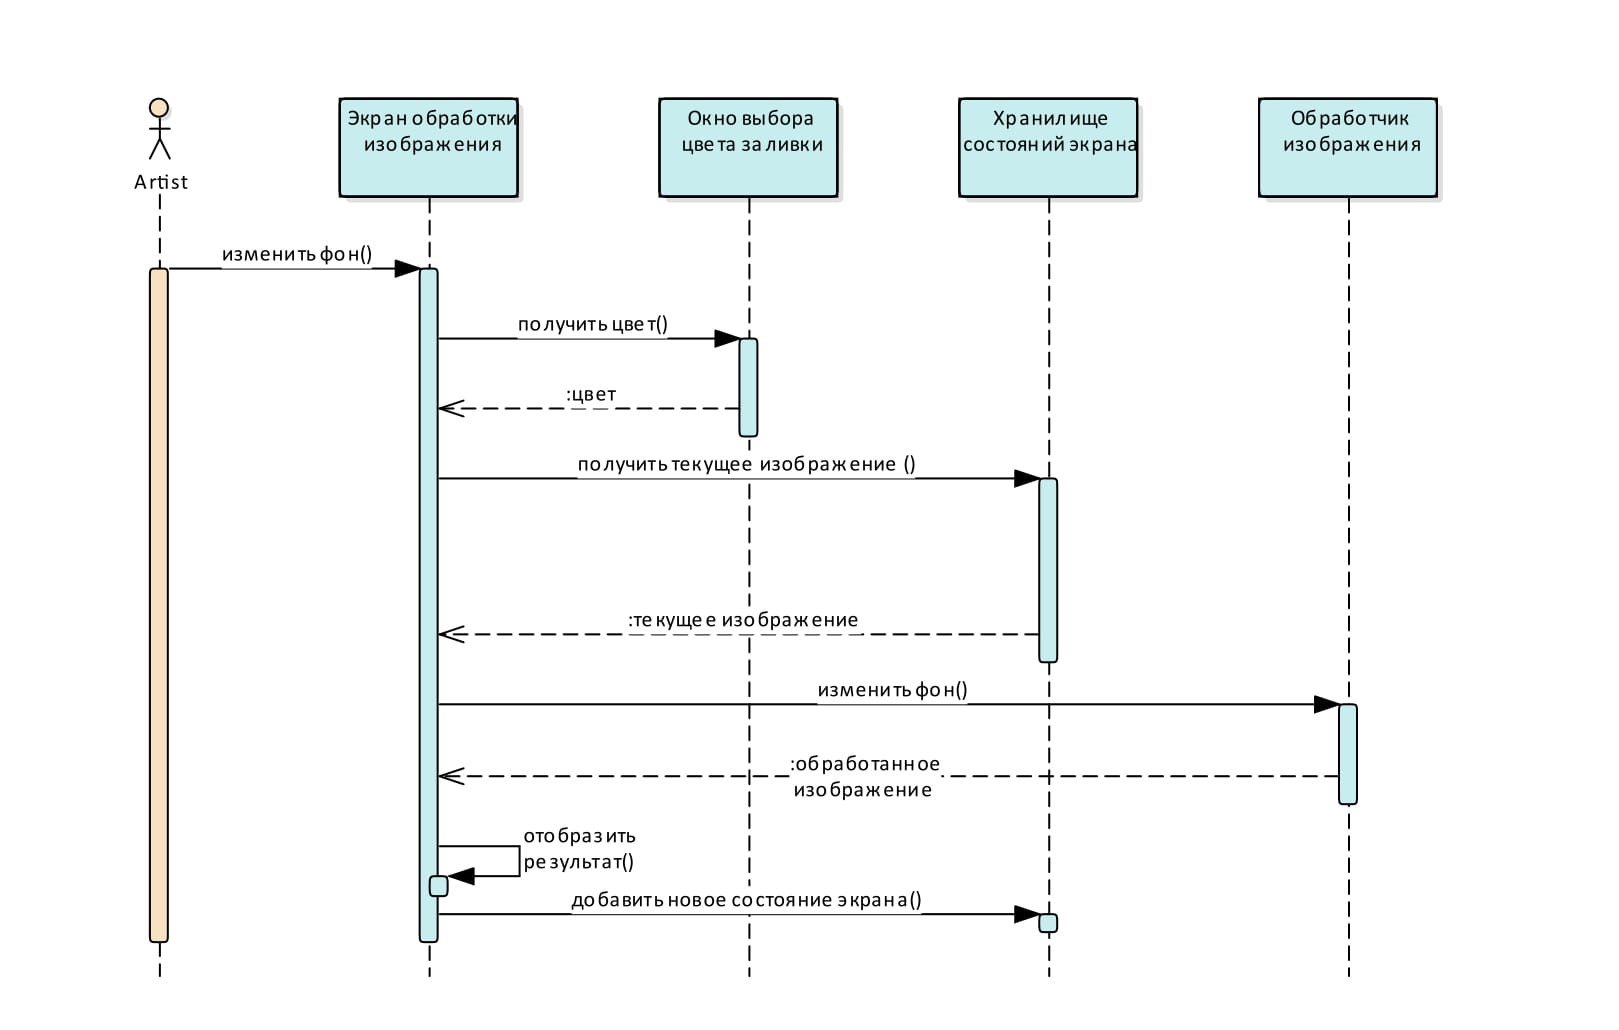 Экран обработки
изображения
Окно выбора
цвета заливки
Хранилище
состояний экрана
Обработчик
изображения
Artist
изменить фон()
получить цвет()
:цвет
получить текущее изображение ()
:текущее изображение
изменить фон()
:обработанное
изображение
отобразить
результат()
добавить новое состояние экрана()